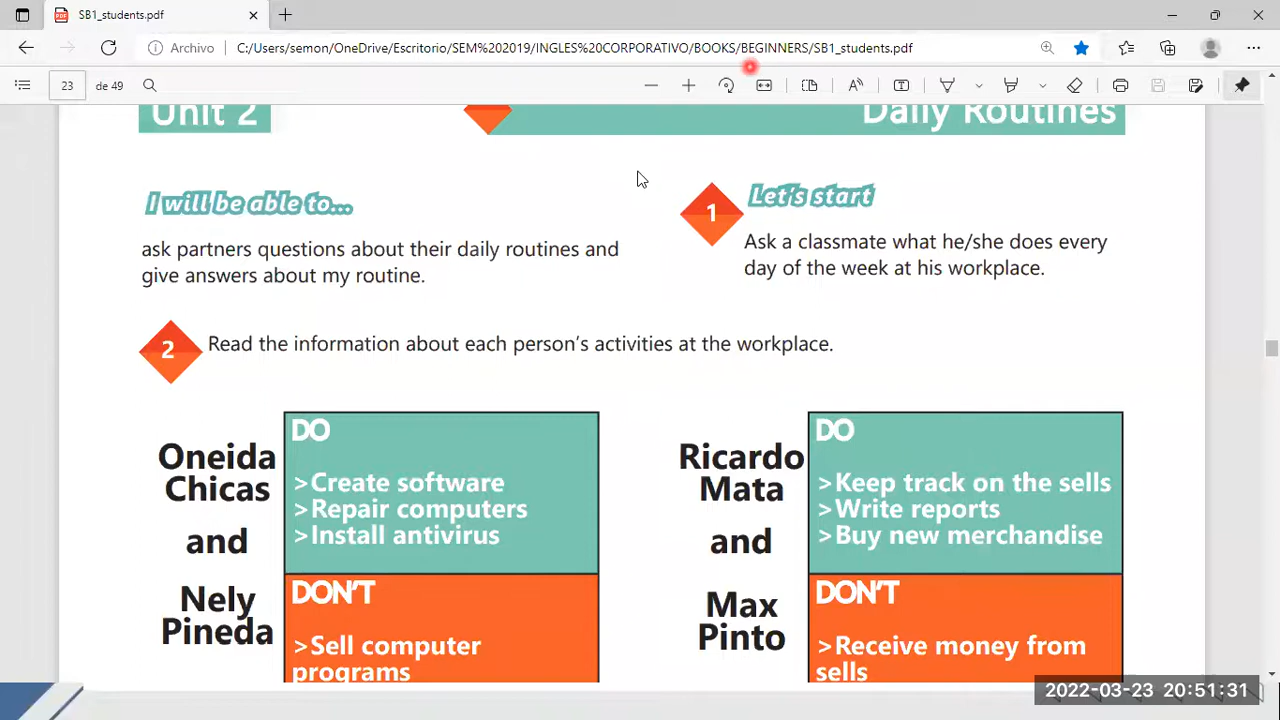 SB1_students.pdf
Archivo
C:/Users/semon/OneDrive/Escritorio/SEM%202019/INGLES%20CORPORATIVO/BOOKS/BEGINNERS/SB1_students.pdf
23 de 49
Unit 2
Daily Routines
I will be able to...
ask partners questions about their daily routines and
give answers about my routine.
1
Let's start
Ask a classmate what he/she does every
day of the week at his workplace.
2
Read the information about each person's activities at the workplace.
Oneida
Chicas
and
Nely
Pineda
DO
>Create software
>Repair computers
>Install antivirus
DON'T
>Sell computer
programs
Ricardo
Mata
and
Max
Pinto
DO
>Keep track on the sells
>Write reports
>Buy new merchandise
DON'T
>Receive money from
sells
2022-03-23 20:51:31